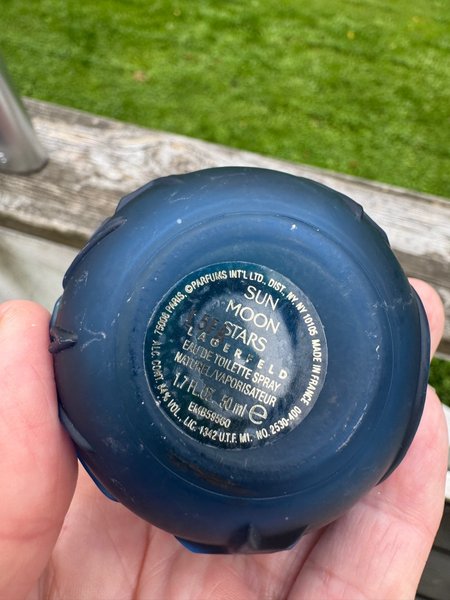 75008 PARIS, ©PARFUMS INT'L LTD., DIST. NY, NY 10105 MADE IN FRANCE,
SUN
MOON
STARS
LAGERFELD
EAU DE TOILETTE SPRAY
NATUREL/VAPORISATEUR
1.7 FL. OZ. 50 ml e
EMB59560
ALC. CONT. 84% VOL., LIC-1342 U.T.F. MI. NO. 2530-400